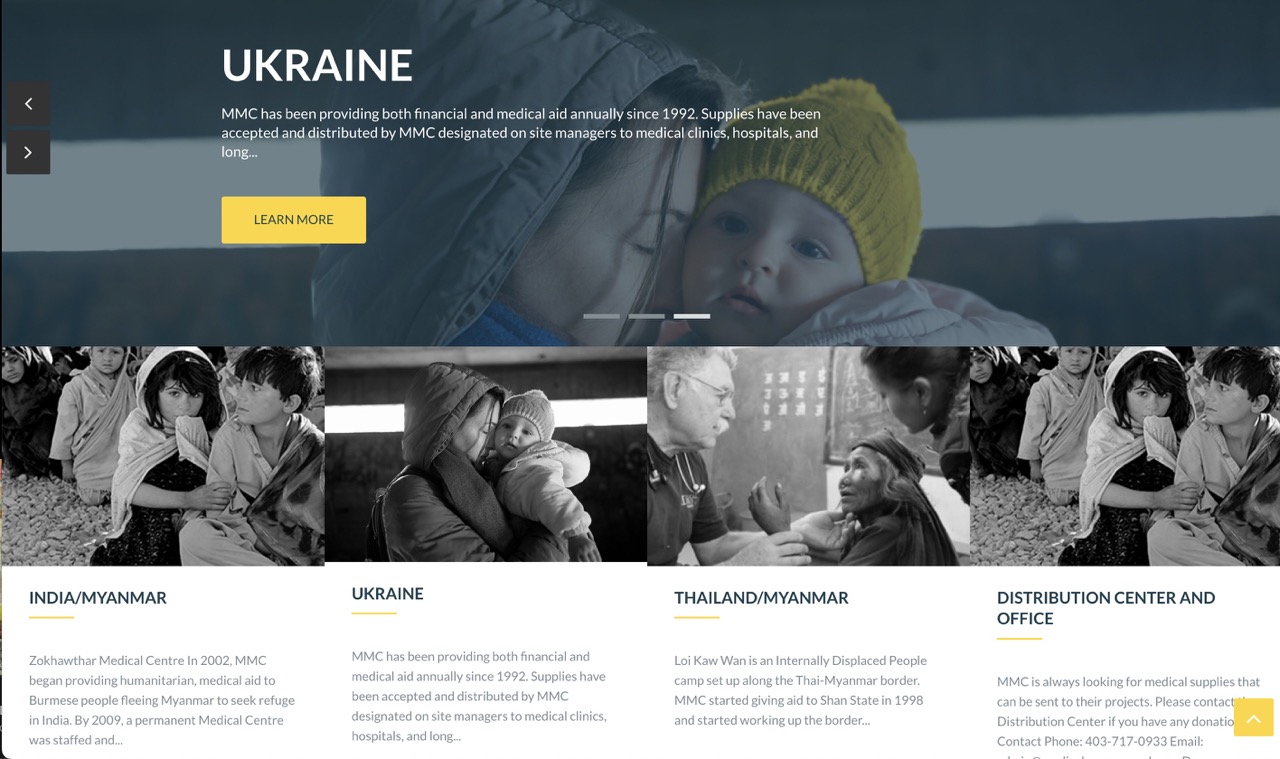 UKRAINE
MMC has been providing both financial and medical aid annually since 1992. Supplies have been
accepted and distributed by MMC designated on site managers to medical clinics, hospitals, and
long...
LEARN MORE
INDIA/MYANMAR
Zokhawthar Medical Centre In 2002, MMC
began providing humanitarian, medical aid to
Burmese people fleeing Myanmar to seek refuge
in India. By 2009, a permanent Medical Centre
was staffed and...
UKRAINE
MMC has been providing both financial and
medical aid annually since 1992. Supplies have
been accepted and distributed by MMC
designated on site managers to medical clinics,
hospitals, and long...
THAILAND/MYANMAR
Loi Kaw Wan is an Internally Displaced People
camp set up along the Thai-Myanmar border.
MMC started giving aid to Shan State in 1998
and started working up the border...
DISTRIBUTION CENTER AND
OFFICE
MMC is always looking for medical supplies that
can be sent to their projects. Please contact
Distribution Center if you have any
Contact Phone: 403-717-0933 Email: